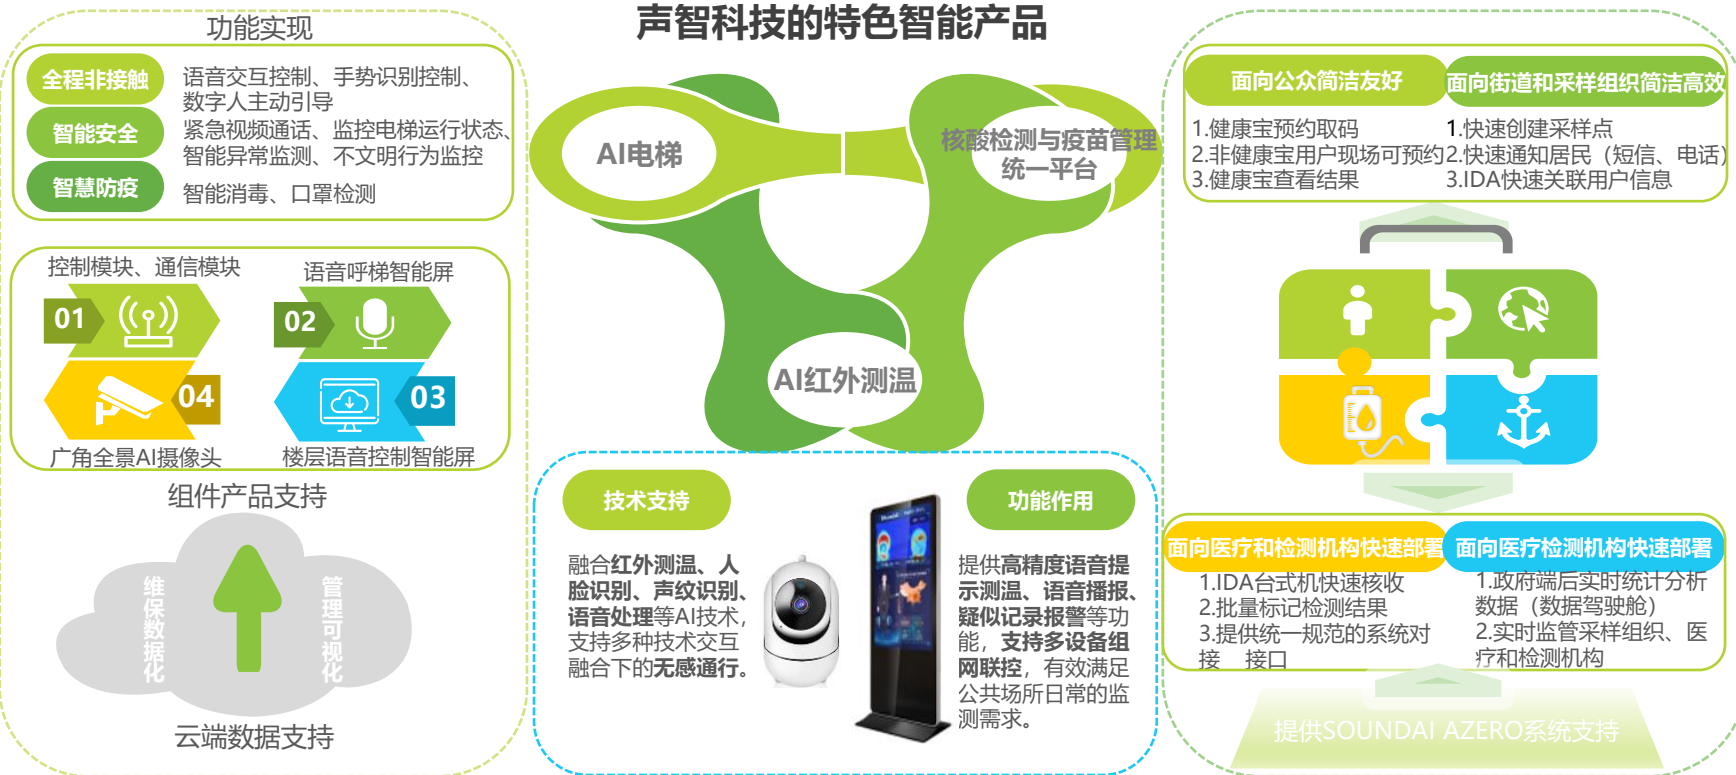 声智科技的特色智能产品
功能实现
全程非接触
语音交互控制、手势识别控制、
数字人主动引导
智能安全
紧急视频通话、监控电梯运行状态、
智能异常监测、不文明行为监控
智慧防疫
智能消毒、口罩检测
控制模块、通信模块
语音呼梯智能屏
01
02
04
03
广角全景AI摄像头
楼层语音控制智能屏
组件产品支持
维保数据化
管理可视化
云端数据支持
AI电梯
核酸检测与疫苗管理
统一平台
AI红外测温
技术支持
融合红外测温、人
脸识别、声纹识别、
语音处理等AI技术，
支持多种技术交互
融合下的无感通行。
功能作用
提供高精度语音提
示测温、语音播报、
疑似记录报警等功
能，支持多设备组
网联控，有效满足
公共场所日常的监
测需求。
面向公众简洁友好
1.健康宝预约取码
2.非健康宝用户现场可预约
3.健康宝查看结果
面向街道和采样组织简洁高效
1.快速创建采样点
2.快速通知居民（短信、电话）
3.IDA快速关联用户信息
面向医疗和检测机构快速部署
1.IDA台式机快速核收
2.批量标记检测结果
3.提供统一规范的系统对
接 接口
面向医疗检测机构快速部署
1.政府端后实时统计分析
数据（数据驾驶舱）
2.实时监管采样组织、医
疗和检测机构
提供SOUNDAI AZERO系统支持